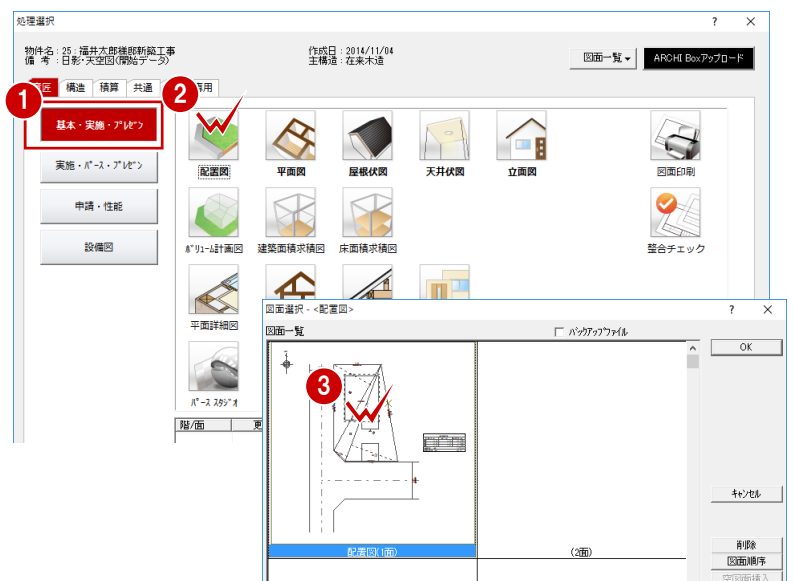 処理選択
?
×
物件名:25:福井太郎様邸新築工事
備 考:日影・天空図(開始データ)
作成日:2014/11/04
主構造:在来木造
図面一覧
ARCHI Boxアップロード
1
2
構造
積算
共通
専用
基本・実施・プレゼン
実施・パース・プレゼン
申請・性能
設備図
配置図
平面図
屋根伏図
天井伏図
立面図
図面印刷
ボリューム計画図
建築面積求積図
床面積求積図
整合チェック
平面詳細図
パース スタジオ
階/面
更
図面選択 - <配置図>
?
×
図面一覧
バックアップファイル
OK
3
キャンセル
配置図(1面)
(2面)
削除
図面順序
空図面挿入